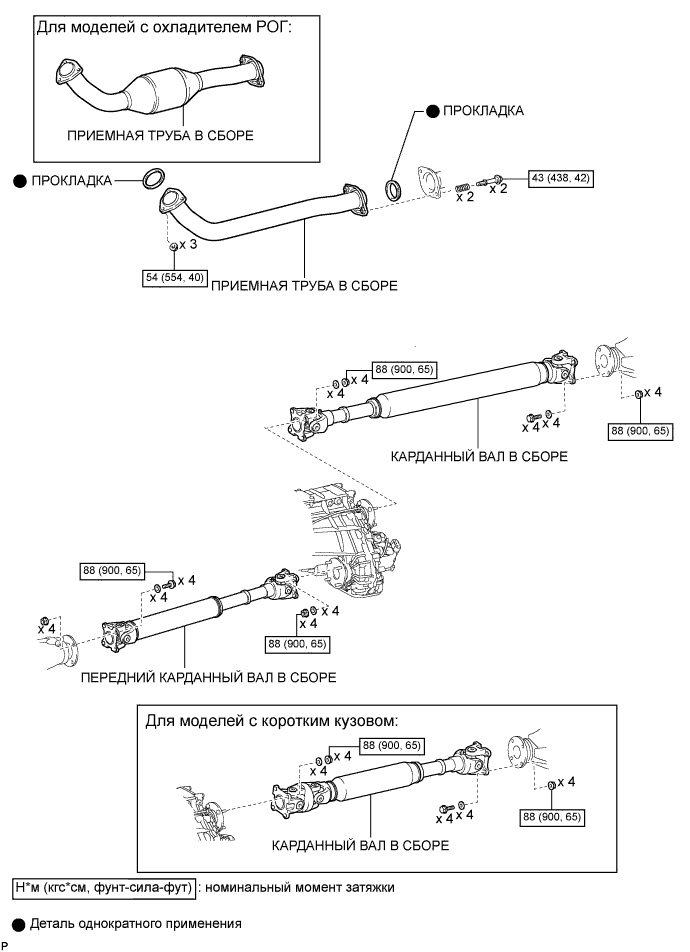 Для моделей с охладителем РОГ:
ПРИЕМНАЯ ТРУБА В СБОРЕ
ПРОКЛАДКА
ПРОКЛАДКА
43 (438, 42)
x 2
x 2
x 3
54 (554, 40)
ПРИЕМНАЯ ТРУБА В СБОРЕ
88 (900, 65)
x 4
x 4
x 4
x 4
x 4
88 (900, 65)
КАРДАННЫЙ ВАЛ В СБОРЕ
88 (900, 65)
x 4
x 4
x 4
x 4
88 (900, 65)
ПЕРЕДНИЙ КАРДАННЫЙ ВАЛ В СБОРЕ
Для моделей с коротким кузовом:
88 (900, 65)
x 4
x 4
x 4
x 4
x 4
88 (900, 65)
КАРДАННЫЙ ВАЛ В СБОРЕ
Н*м (кгс*см, фунт-сила-фут) : номинальный момент затяжки
Деталь однократного применения
P